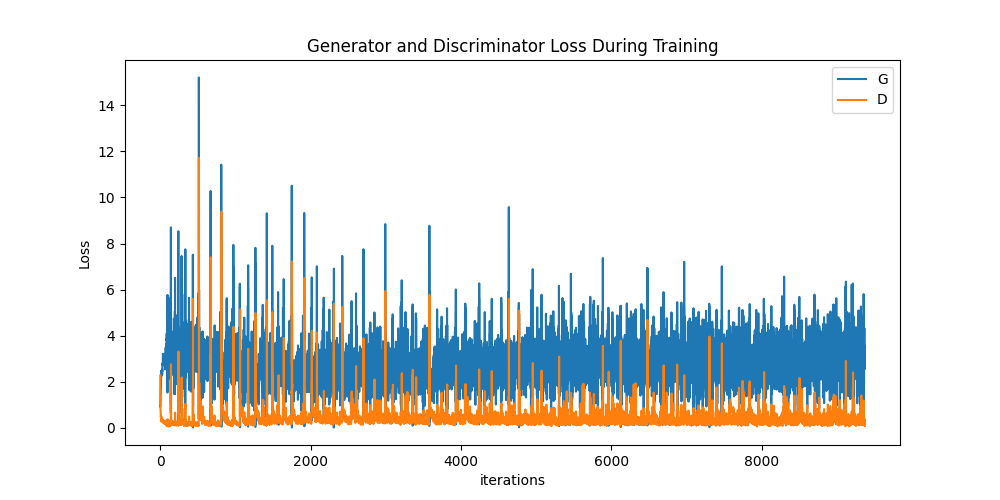 Generator and Discriminator Loss During Training
G
D
Loss
14
12
10
8
6
4
2
0
0 2000 4000 6000 8000
iterations